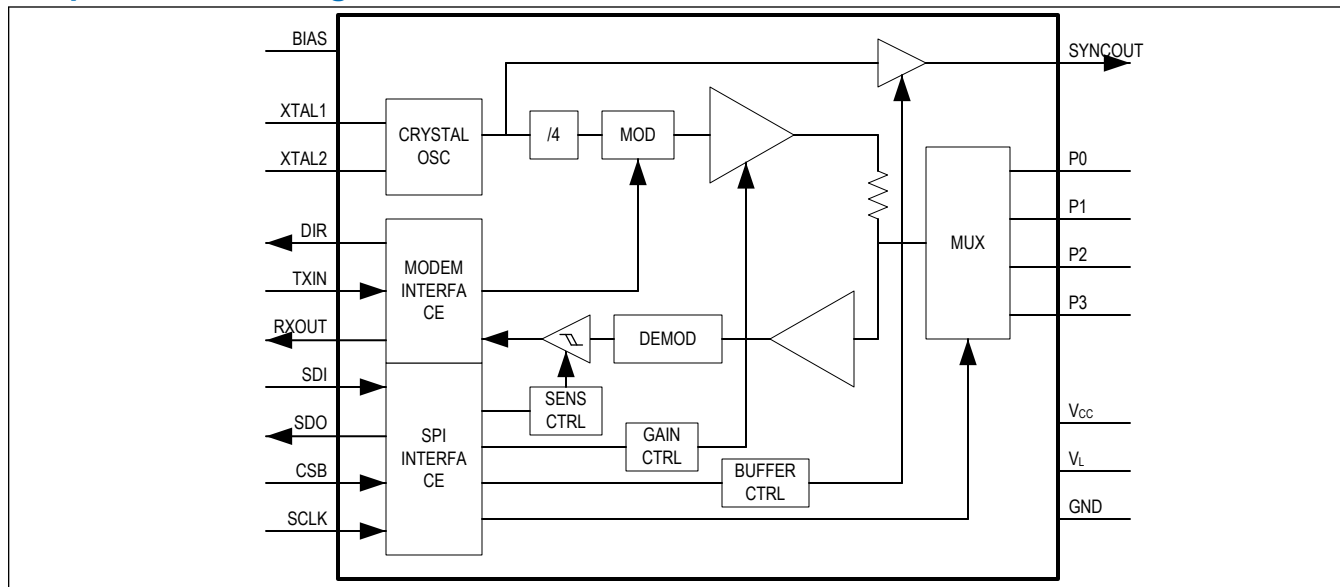 BIAS
SYNCOUT
XTAL1
XTAL2
CRYSTAL
OSC
/4
MOD
P0
P1
P2
P3
MUX
DIR
TXIN
RXOUT
MODEM
INTERFA
CE
DEMOD
SDI
SDO
CSB
SCLK
SPI
INTERFA
CE
SENS
CTRL
GAIN
CTRL
BUFFER
CTRL
VCC
VL
GND